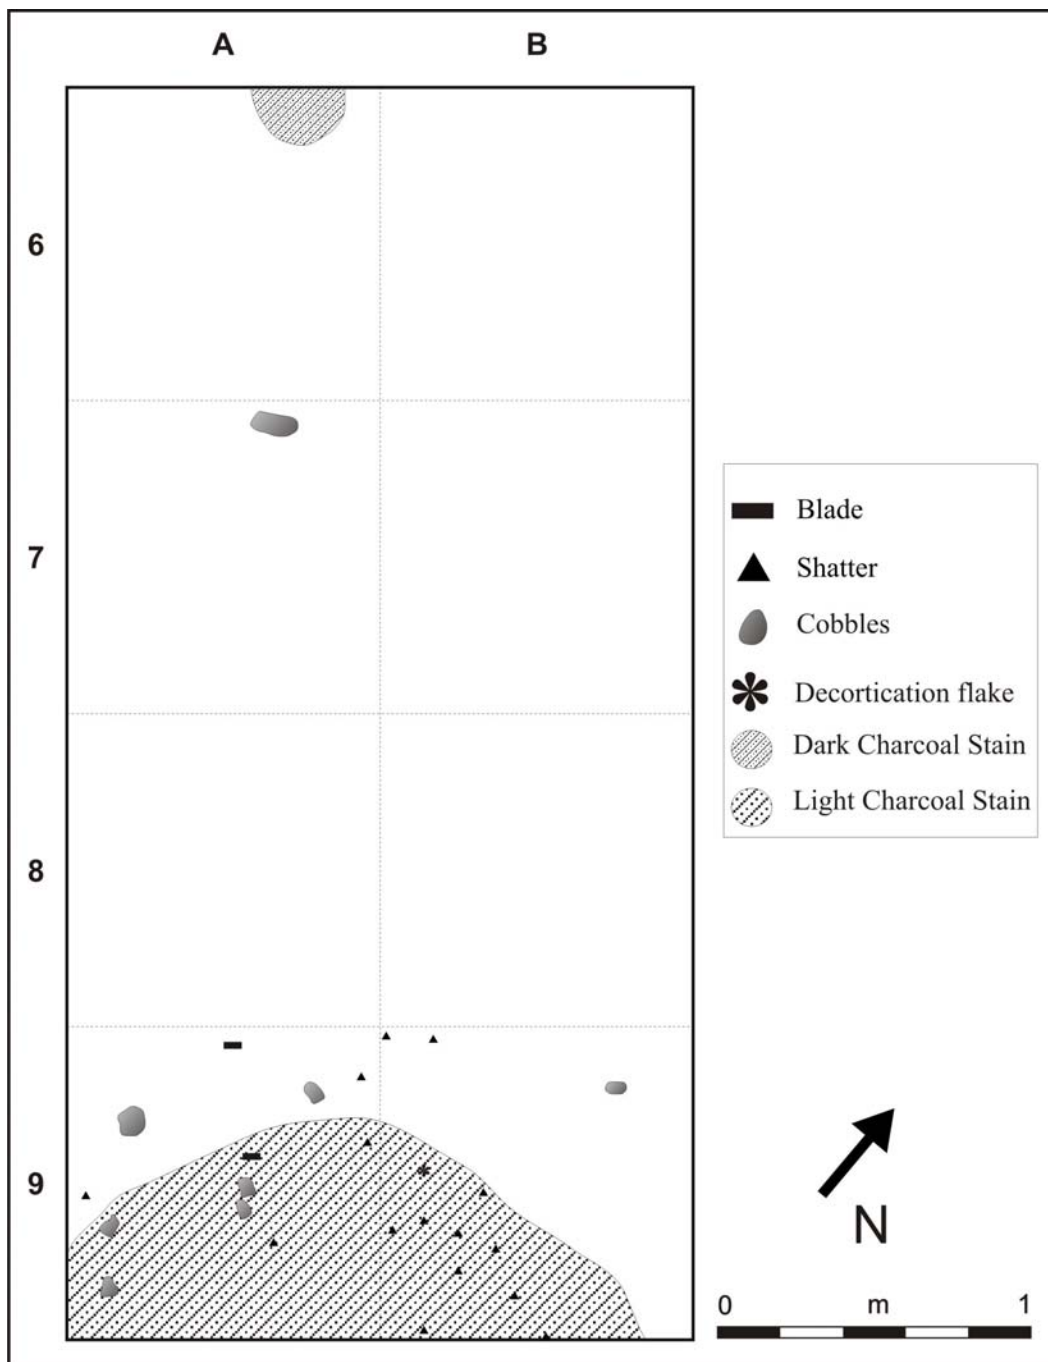 A B
6
7
8
9
Blade
Shatter
Cobbles
Decortication flake
Dark Charcoal Stain
Light Charcoal Stain
N
0 m 1